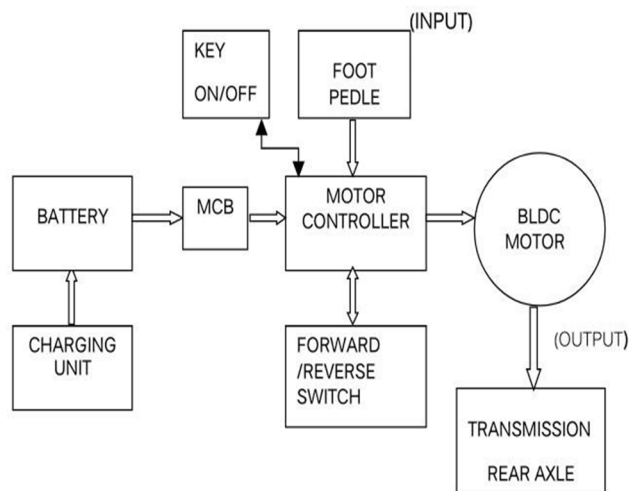 (INPUT)
KEY
ON/OFF
FOOT
PEDLE
BATTERY
MCB
MOTOR
CONTROLLER
BLDC
MOTOR
CHARGING
UNIT
FORWARD
/REVERSE
SWITCH
(OUTPUT)
TRANSMISSION
REAR AXLE